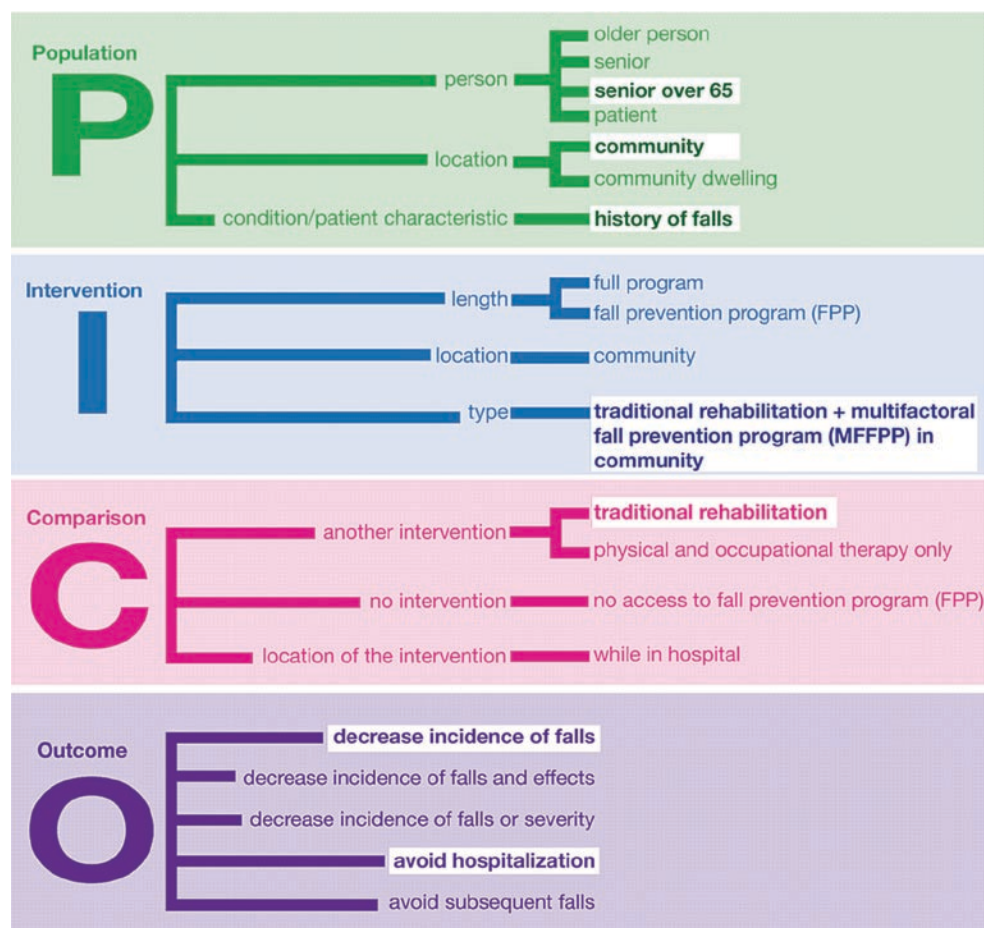 Population
P
person
older person
senior
senior over 65
patient
location
community
community dwelling
condition/patient characteristic
history of falls
Intervention
I
length
full program
fall prevention program (FPP)
location
community
type
traditional rehabilitation + multifactoral
fall prevention program (MFFPP) in
community
Comparison
C
another intervention
traditional rehabilitation
physical and occupational therapy only
no intervention
no access to fall prevention program (FPP)
location of the intervention
while in hospital
Outcome
O
decrease incidence of falls
decrease incidence of falls and effects
decrease incidence of falls or severity
avoid hospitalization
avoid subsequent falls